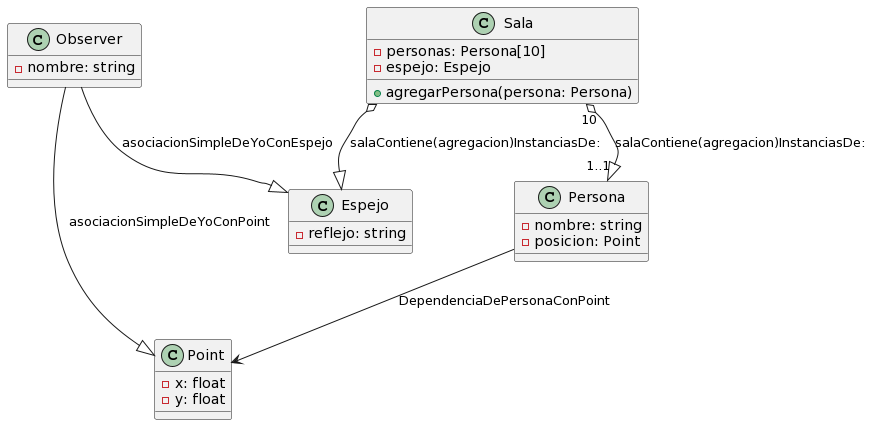 C Observer
nombre: string
C Sala
personas: Persona[10]
espejo: Espejo
agregarPersona(persona: Persona)
10
asociacionSimpleDeYoConEspejo
salaContiene(agregacion)InstanciasDe:
salaContiene(agregacion)InstanciasDe:
1..1
C Espejo
reflejo: string
C Persona
nombre: string
posicion: Point
asociacionSimpleDeYoConPoint
DependenciaDePersonaConPoint
C Point
x: float
y: float